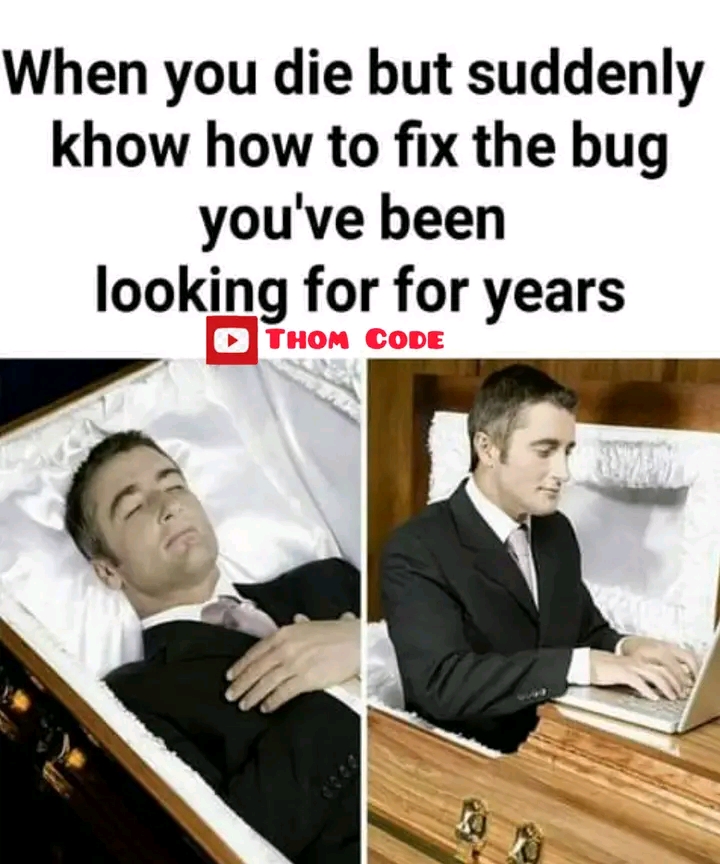 When you die but suddenly
khow how to fix the bug
you've been
looking for for years
THOM CODE